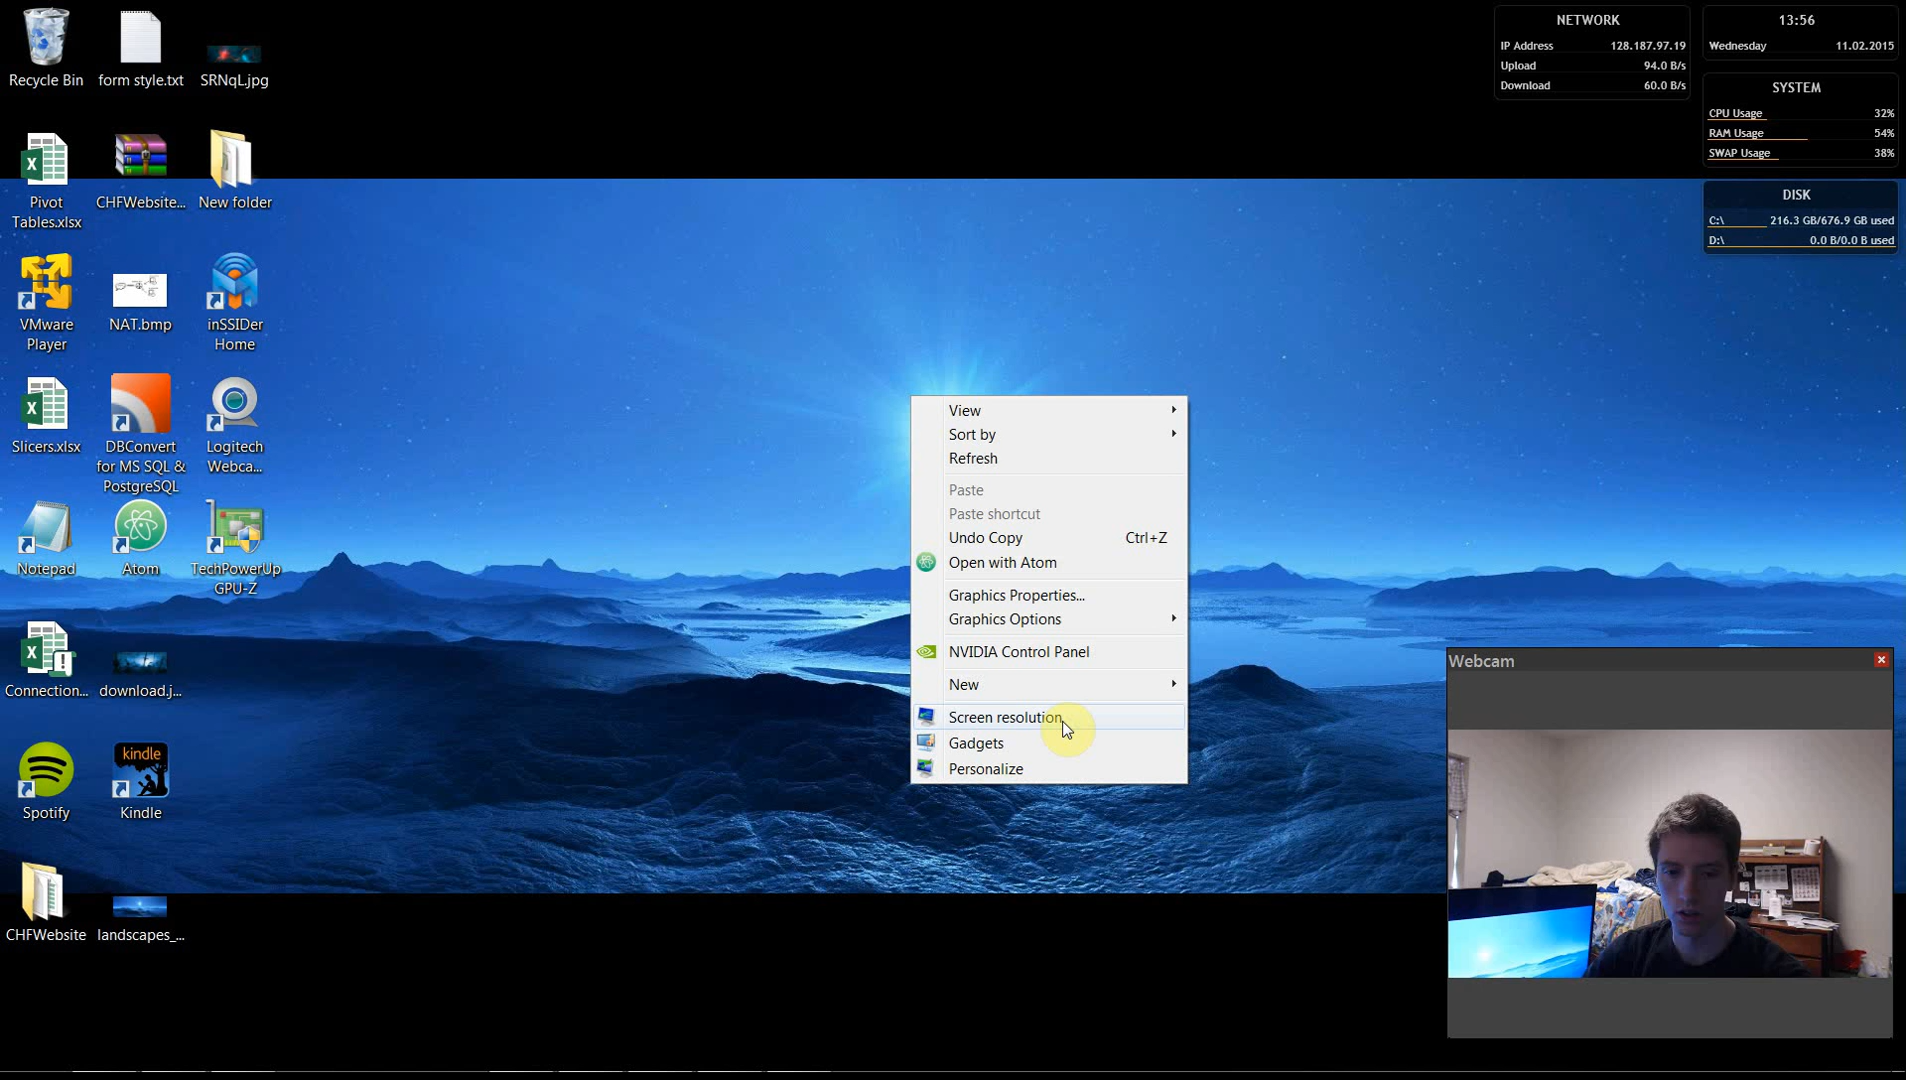 Recycle Bin
form style.txt
SRNqL.jpg
Pivot
Tables.xlsx
CHFWebsite...
New folder
VMware
Player
NAT.bmp
inSSIDer
Home
Slicers.xlsx
DBConvert
for MS SQL &
PostgreSQL
Logitech
Webca...
Notepad
Atom
TechPowerUp
GPU-Z
Connection...
download.j...
Spotify
kindle
Kindle
CHFWebsite
landscapes_...
View
Sort by
Refresh
Paste
Paste shortcut
Undo Copy Ctrl+Z
Open with Atom
Graphics Properties...
Graphics Options
NVIDIA Control Panel
New
Screen resolution
Gadgets
Personalize
NETWORK
IP Address 128.187.97.19
Upload 94.0 B/s
Download 60.0 B/s
13:56
Wednesday 11.02.2015
SYSTEM
CPU Usage 32%
RAM Usage 54%
SWAP Usage 38%
DISK
C:\ 216.3 GB/676.9 GB used
D:\ 0.0 B/0.0 B used
Webcam